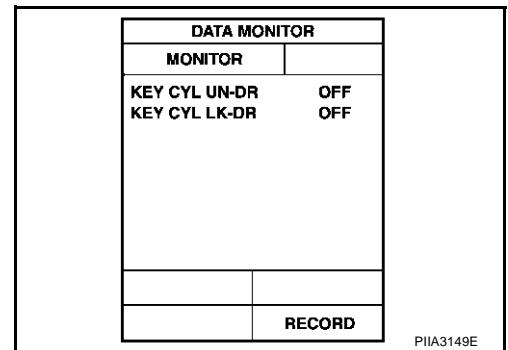 DATA MONITOR
MONITOR
KEY CYL UN-DR OFF
KEY CYL LK-DR OFF
RECORD
PIIA3149E